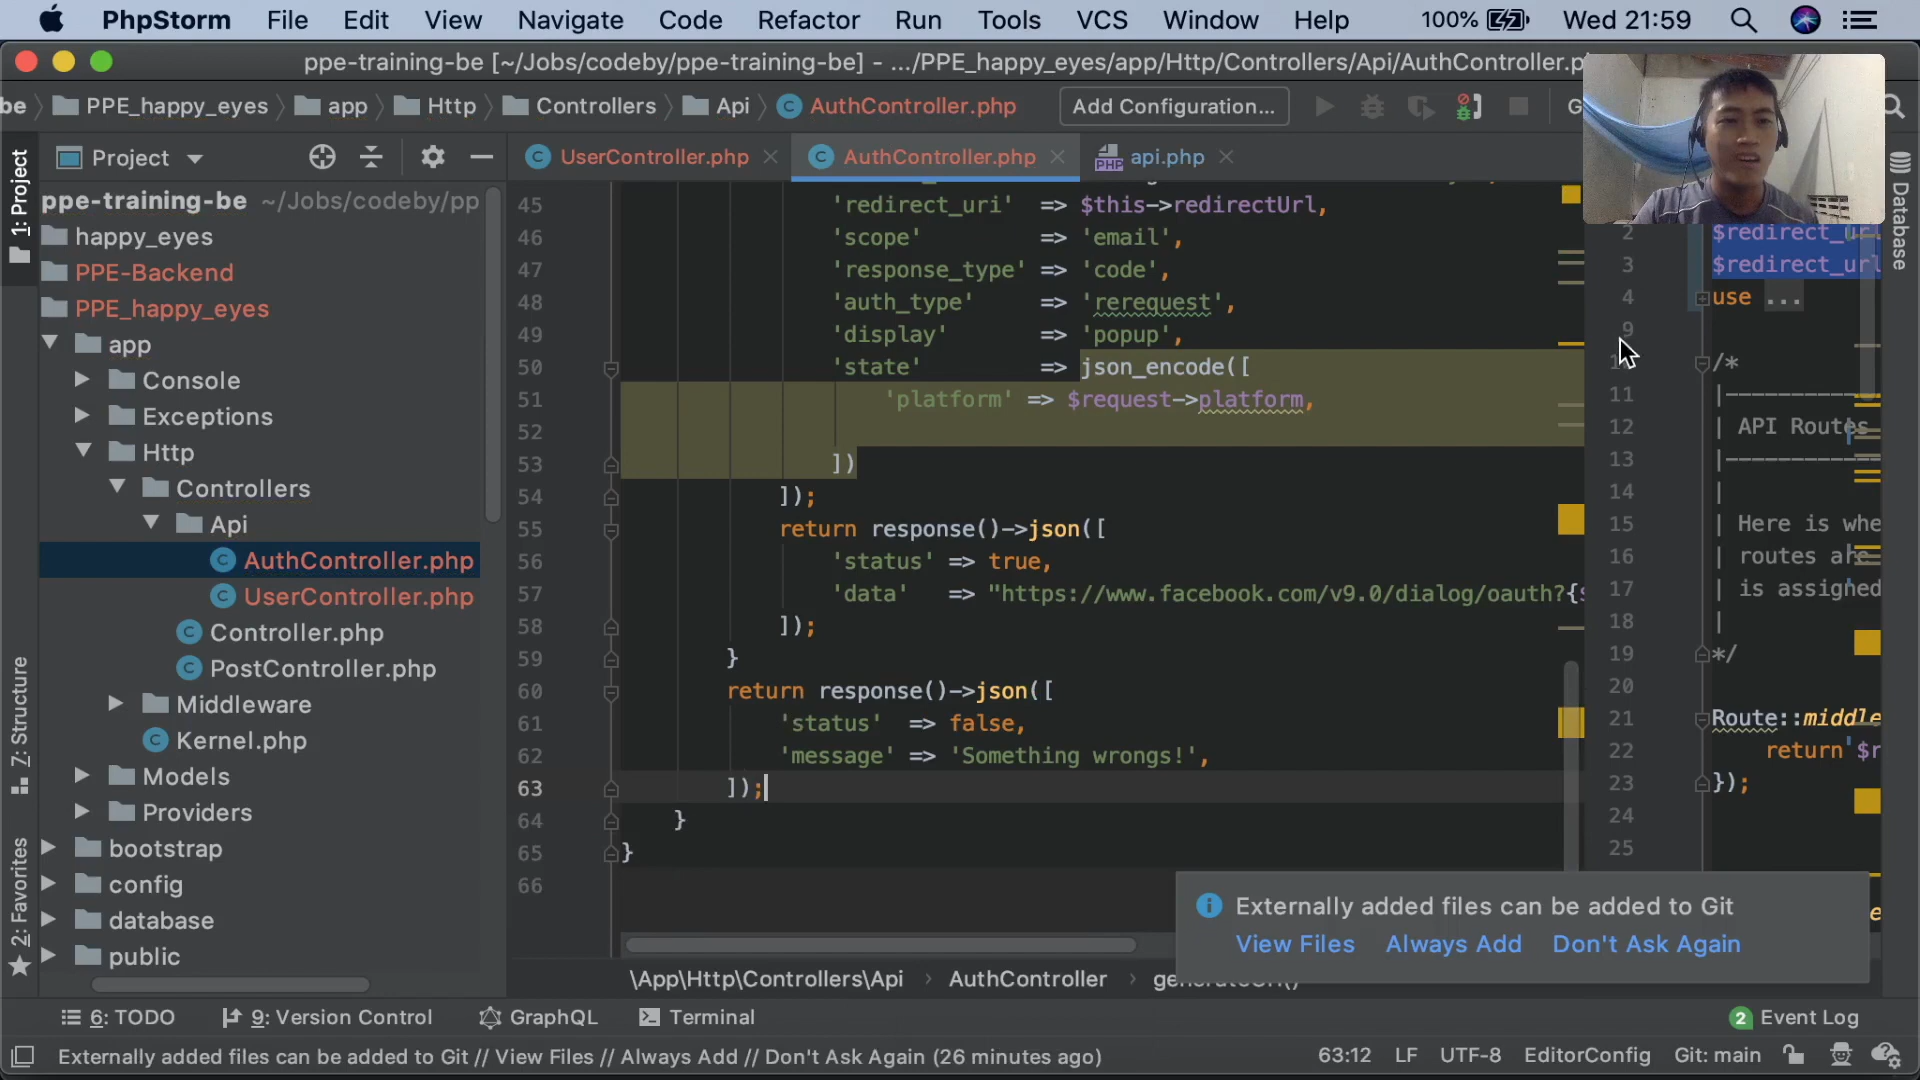 PhpStorm File Edit View Navigate Code Refactor Run Tools VCS Window Help 100% Wed 21:59
ppe-training-be [~/Jobs/codeby/ppe-training-be] - .../PPE_happy_eyes/app/Http/Controllers/Api/AuthController.p
be PPE_happy_eyes app Http Controllers Api AuthController.php Add Configuration... G
1: Project
Project
UserController.php AuthController.php api.php
Database
ppe-training-be ~/Jobs/codeby/pp
happy_eyes
PPE-Backend
PPE_happy_eyes
app
Console
Exceptions
Http
Controllers
Api
AuthController.php
UserController.php
Controller.php
PostController.php
Middleware
Kernel.php
Models
Providers
bootstrap
config
database
public
Z: Structure
2: Favorites
45 'redirect_uri' => $this->redirectUrl,
46 'scope' => 'email',
47 'response_type' => 'code',
48 'auth_type' => 'rerequest',
49 'display' => 'popup',
50 'state' => json_encode([
51 'platform' => $request->platform,
52
53 ])
54 ]);
55 return response()->json([
56 'status' => true,
57 'data' => "https://www.facebook.com/v9.0/dialog/oauth?{$
58 ]);
59 }
60 return response()->json([
61 'status' => false,
62 'message' => 'Something wrongs!',
63 ]);
64 }
65 }
66
2 $redirect_url
3 $redirect_url
4 use ...
9
/*
11 |
12 | API Routes
13 |
14 |
15 | Here is whe
16 | routes are
17 | is assigned
18 |
19 */
20
21 Route::middle
22 return $r
23 });
24
25
Externally added files can be added to Git
View Files Always Add Don't Ask Again
\App\Http\Controllers\Api › AuthController ›
6: TODO 9: Version Control GraphQL Terminal 2 Event Log
Externally added files can be added to Git // View Files // Always Add // Don't Ask Again (26 minutes ago) 63:12 LF UTF-8 EditorConfig Git: main